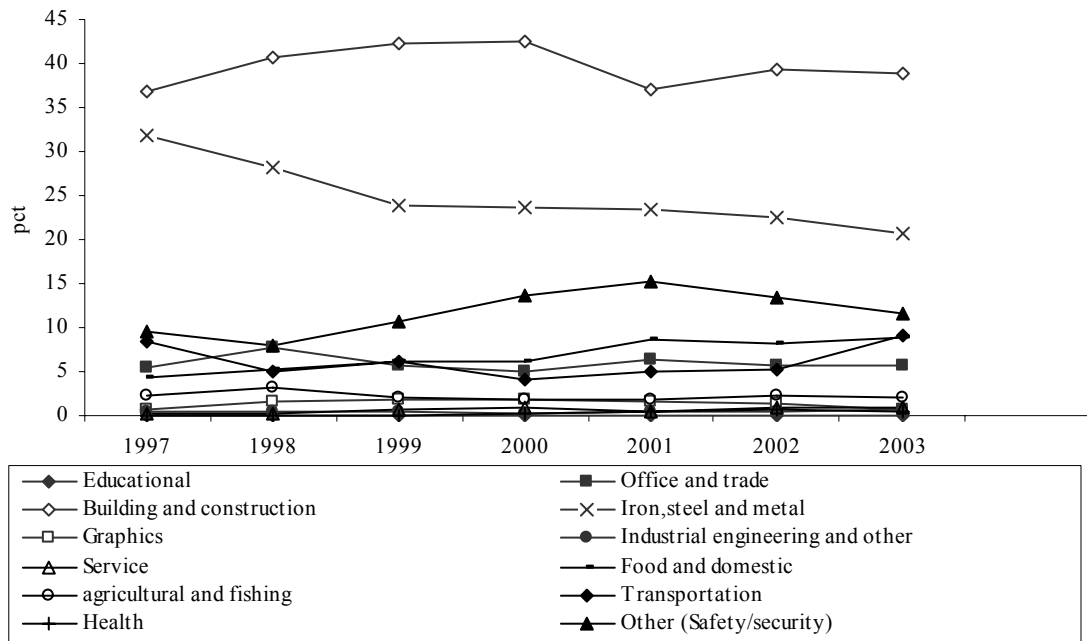 45
40
35
30
25
20
15
10
5
0
pct
1997 1998 1999 2000 2001 2002 2003
Educational Office and trade
Building and construction Iron,steel and metal
Graphics Industrial engineering and other
Service Food and domestic
agricultural and fishing Transportation
Health Other (Safety/security)